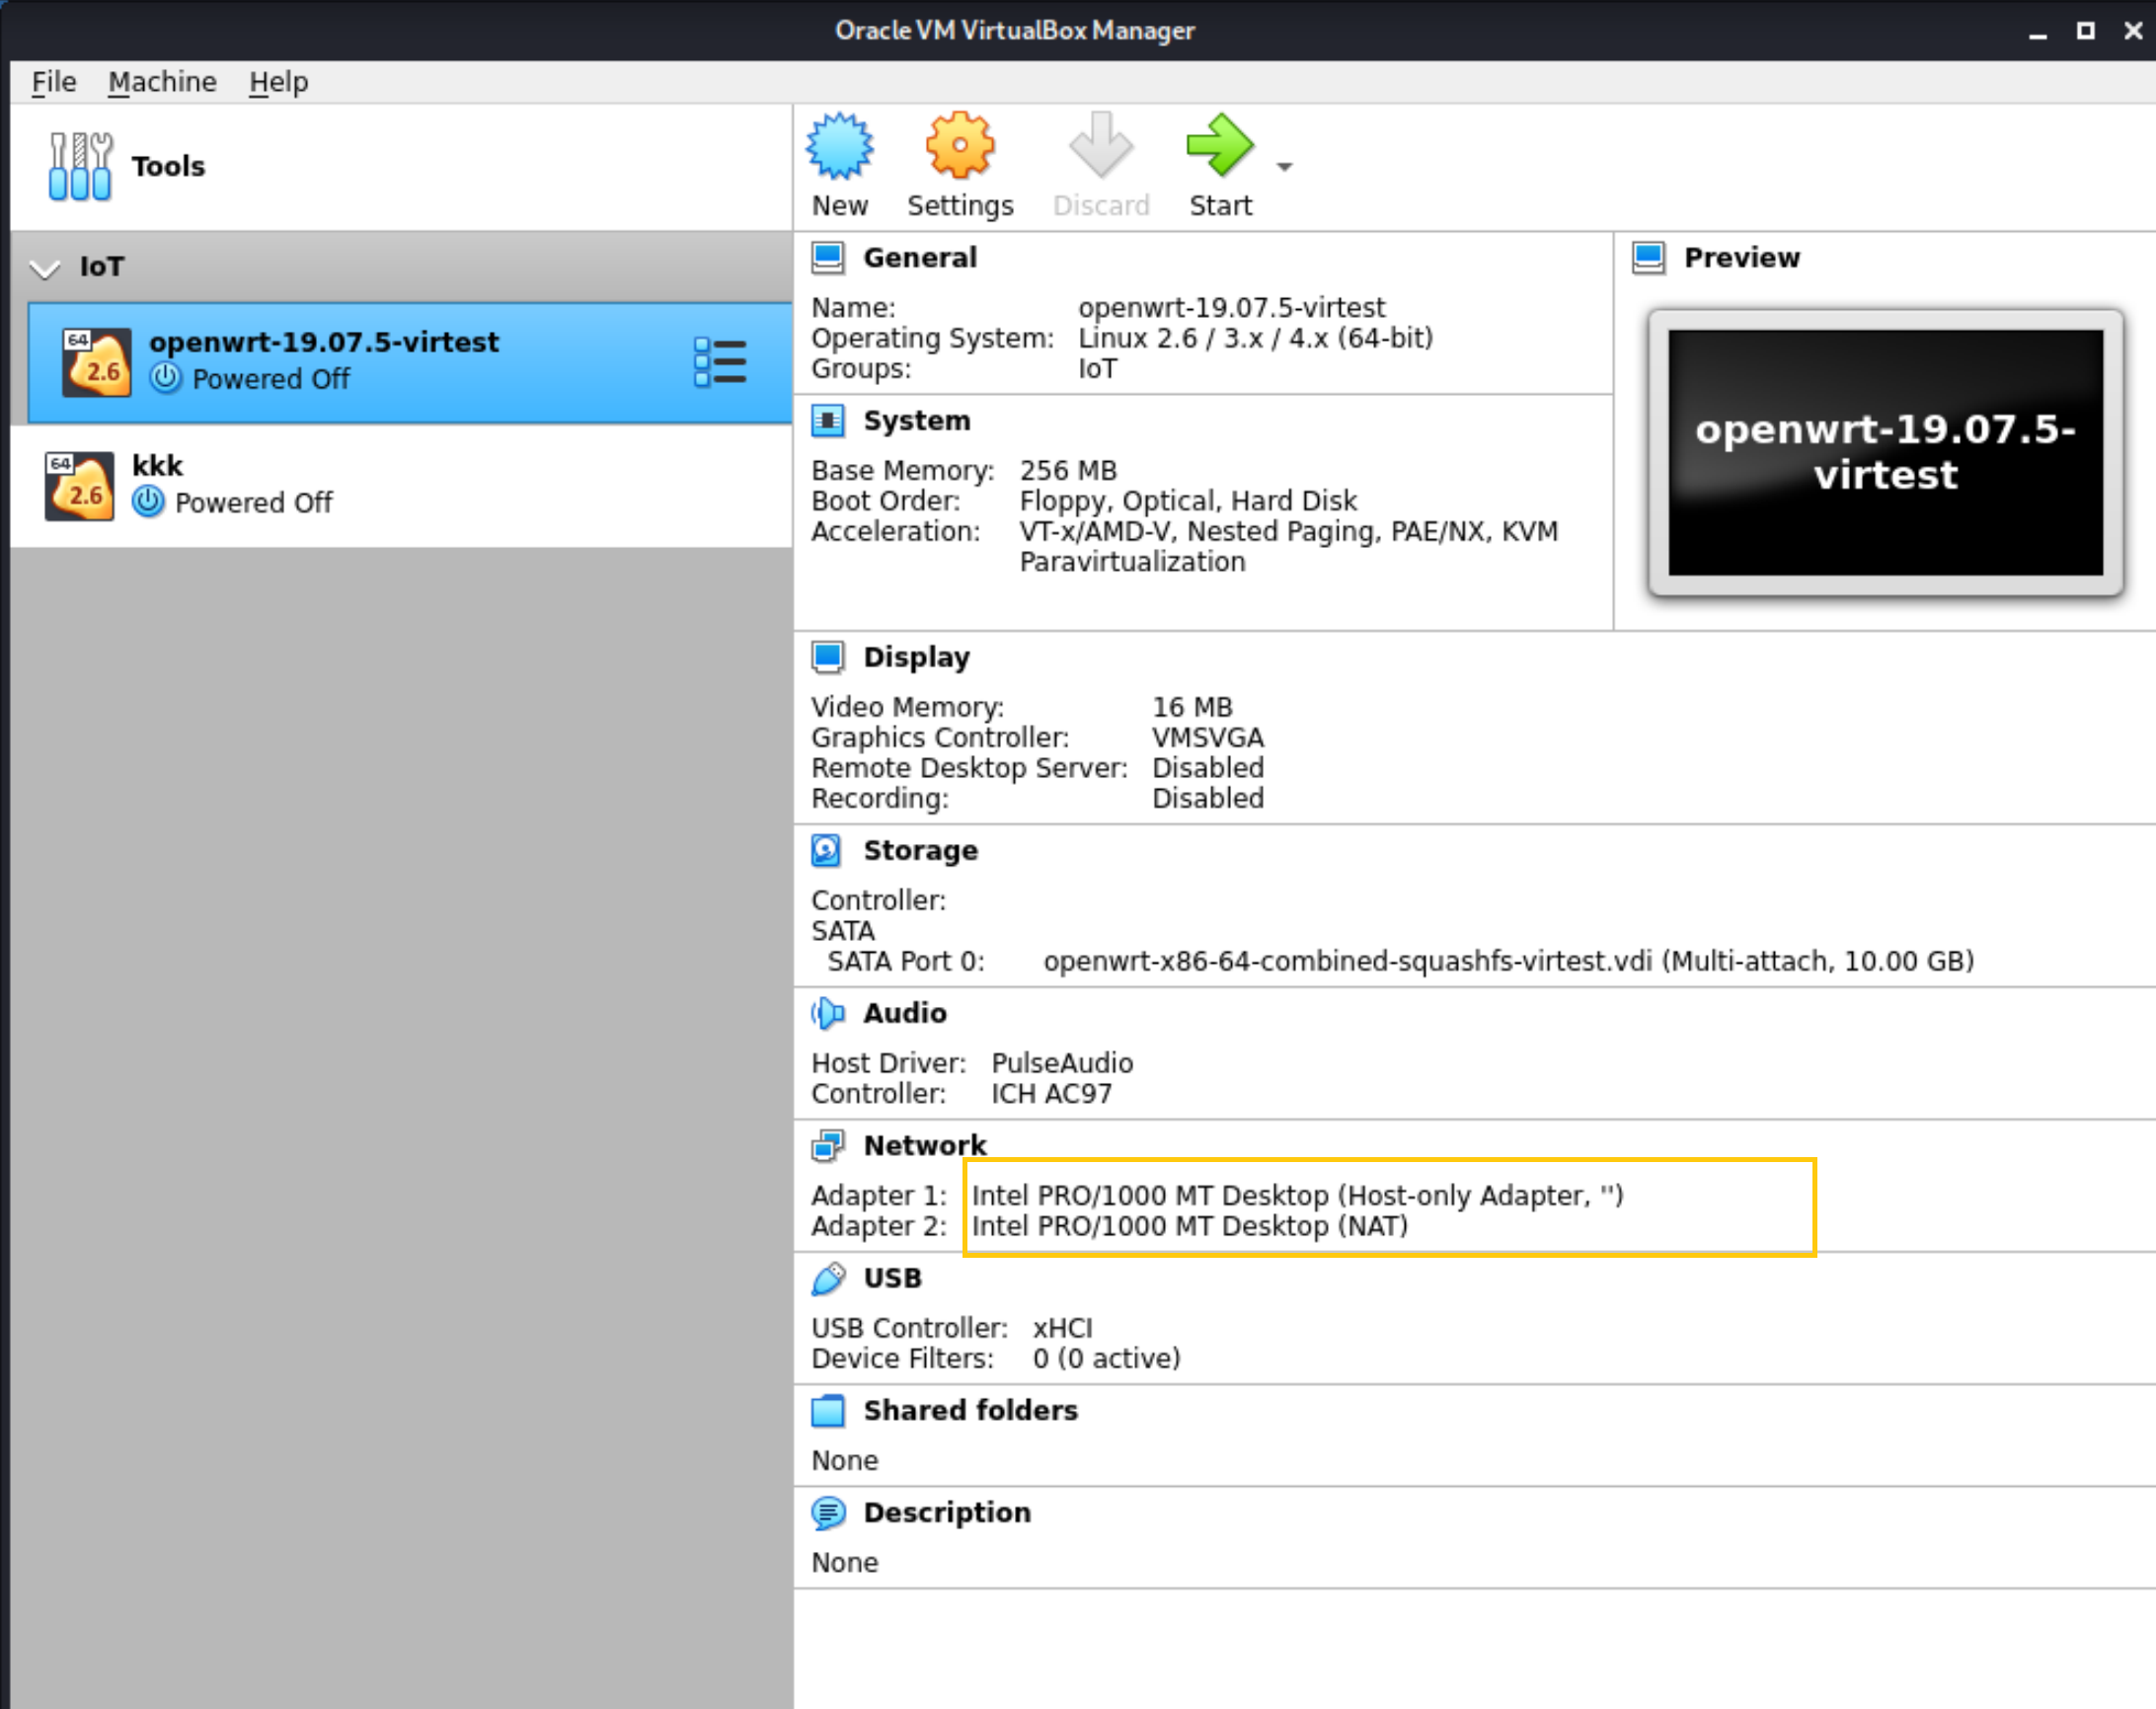 Oracle VM VirtualBox Manager
File Machine Help
Tools
New Settings Discard Start
IoT
64
2.6
openwrt-19.07.5-virtest
Powered Off
64
2.6
kkk
Powered Off
General
Name: openwrt-19.07.5-virtest
Operating System: Linux 2.6 / 3.x / 4.x (64-bit)
Groups: IoT
Preview
openwrt-19.07.5-
virtest
System
Base Memory: 256 MB
Boot Order: Floppy, Optical, Hard Disk
Acceleration: VT-x/AMD-V, Nested Paging, PAE/NX, KVM
Paravirtualization
Display
Video Memory: 16 MB
Graphics Controller: VMSVGA
Remote Desktop Server: Disabled
Recording: Disabled
Storage
Controller:
SATA
SATA Port 0: openwrt-x86-64-combined-squashfs-virtest.vdi (Multi-attach, 10.00 GB)
Audio
Host Driver: PulseAudio
Controller: ICH AC97
Network
Adapter 1: Intel PRO/1000 MT Desktop (Host-only Adapter, '')
Adapter 2: Intel PRO/1000 MT Desktop (NAT)
USB
USB Controller: xHCI
Device Filters: 0 (0 active)
Shared folders
None
Description
None